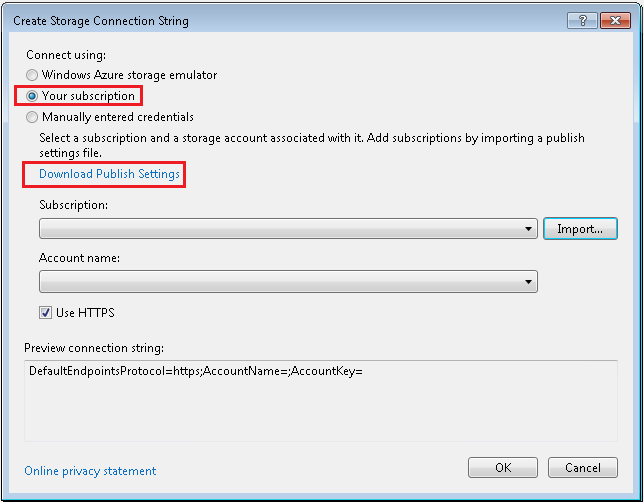 Create Storage Connection String
?
Connect using:
Windows Azure storage emulator
Your subscription
Manually entered credentials
Select a subscription and a storage account associated with it. Add subscriptions by importing a publish
settings file.
Download Publish Settings
Subscription:
Import...
Account name:
Use HTTPS
Preview connection string:
DefaultEndpointsProtocol=https;AccountName=;AccountKey=
Online privacy statement
OK
Cancel